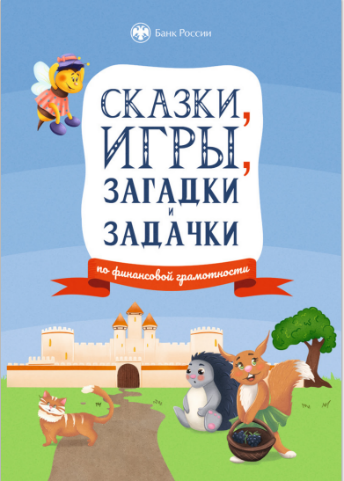 Банк России
СКАЗКИ,
ИГРЫ,
ЗАГАДКИ
И
ЗАДАЧКИ
по финансовой грамотности